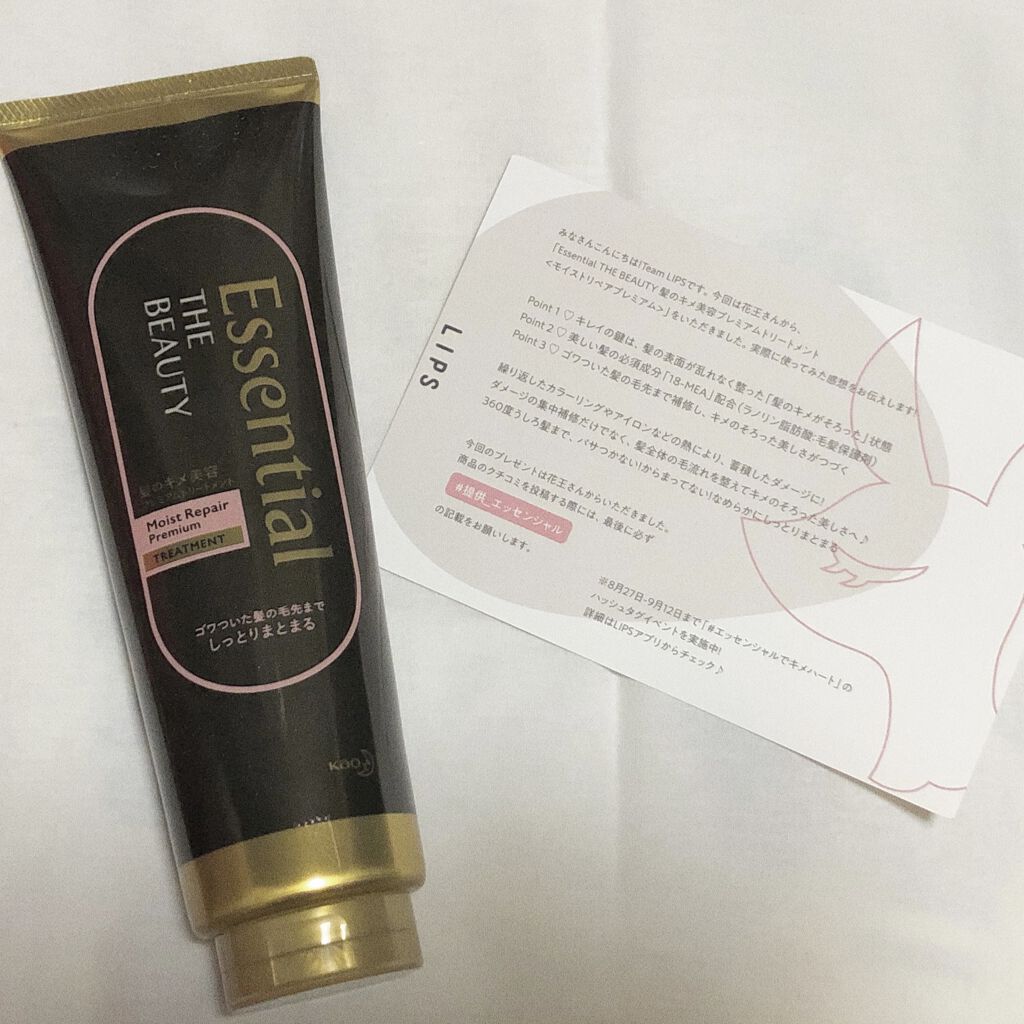 Essential
THE
BEAUTY
髪のキメ美容
プレミアムトリートメント
Moist Repair
Premium
TREATMENT
ゴワついた髪の毛先まで
しっとりまとまる
Kao
LIPS
みなさんこんにちは!Team LIPSです。今回は花王さんから、
「Essential THE BEAUTY 髪のキメ美容プレミアムトリートメント
<モイストリペアプレミアム>」をいただきました。実際に使ってみた感想をお伝えします!
Point 1 ♡ キレイの鍵は、髪の表面が乱れなく整った「髪のキメがそろった」状態
Point 2 ♡ 美しい髪の必須成分「18-MEA」配合(ラノリン脂肪酸:毛髪保護剤)
Point 3 ♡ ゴワついた髪の毛先まで補修し、キメのそろった美しさがつづく
繰り返したカラーリングやアイロンなどの熱により、蓄積したダメージに!
ダメージの集中補修だけでなく、髪全体の毛流れを整えてキメのそろった美しさへ♪
360度うしろ髪まで、パサつかない!からまってない!なめらかにしっとりまとまる
今回のプレゼントは花王さんからいただきました。
商品のクチコミを投稿する際には、最後に必ず
#提供_エッセンシャル
の記載をお願いします。
※8月27日-9月12日まで「#エッセンシャルでキメハート」の
ハッシュタグイベントを実施中!
詳細はLIPSアプリからチェック♪